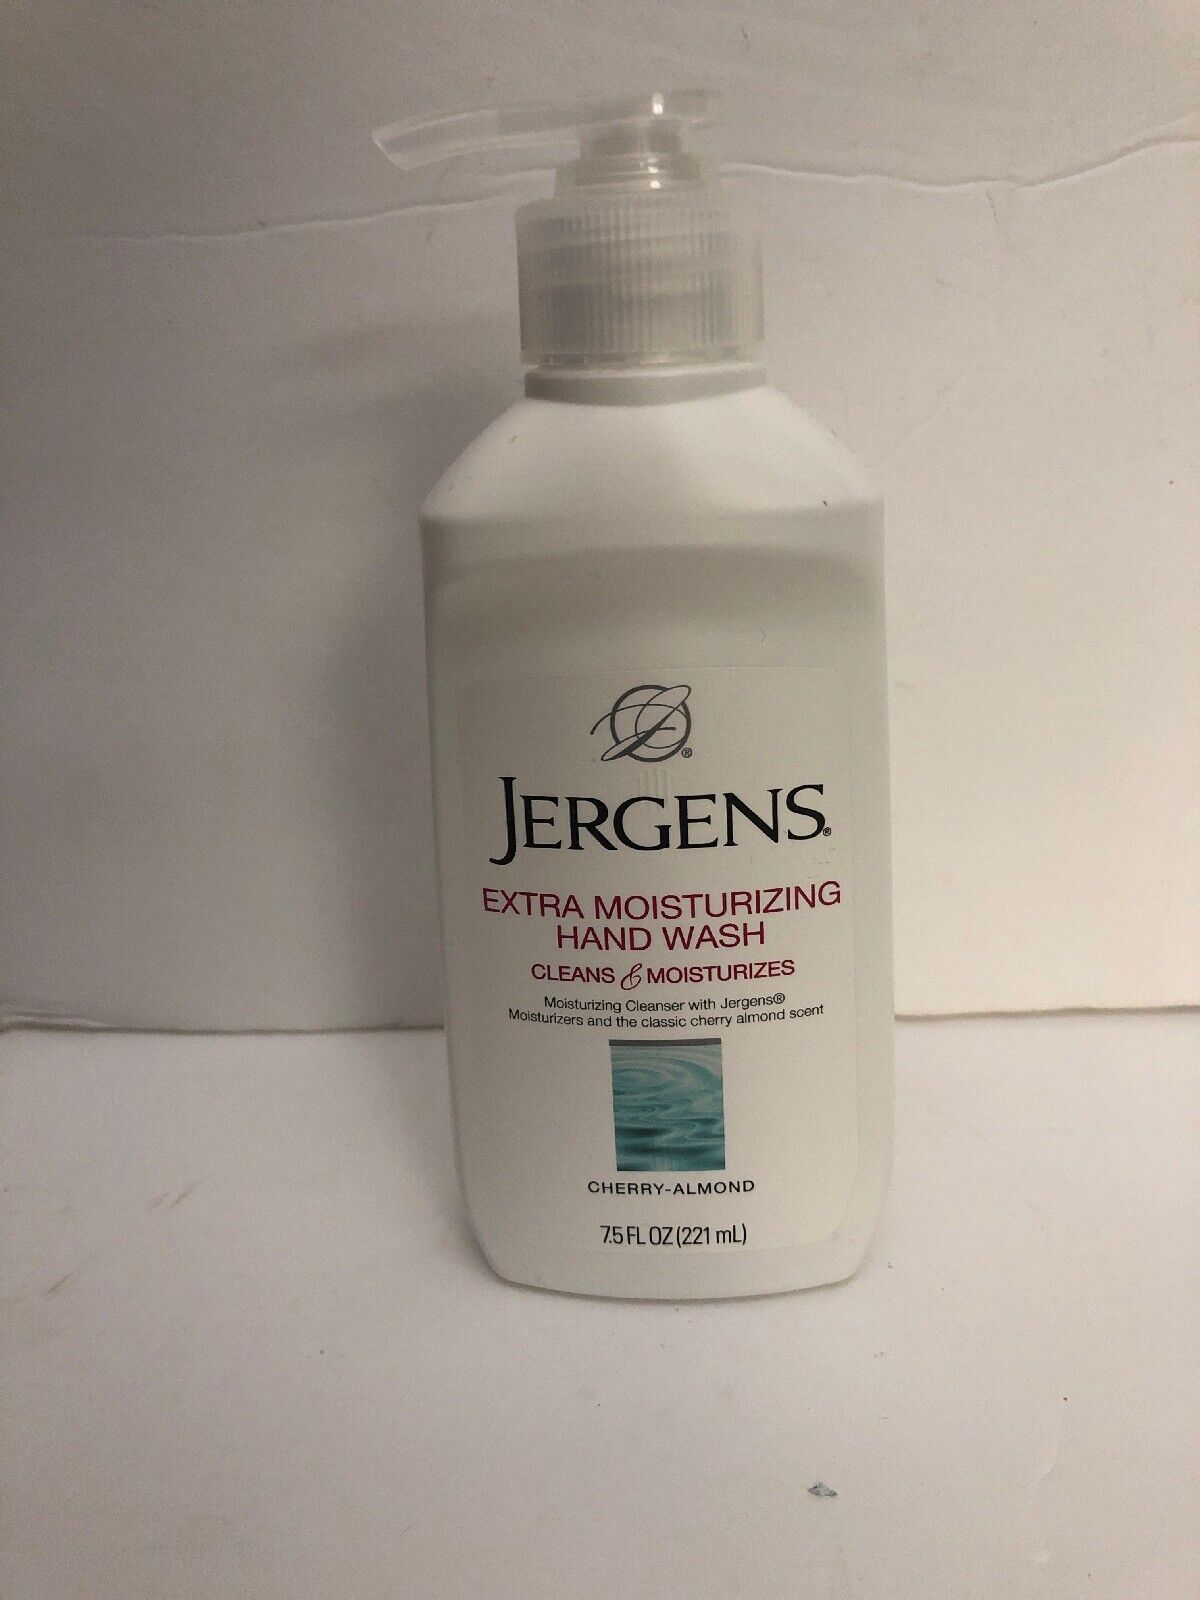 ®
JERGENS®
EXTRA MOISTURIZING
HAND WASH
CLEANS & MOISTURIZES
Moisturizing Cleanser with Jergens®
Moisturizers and the classic cherry almond scent
CHERRY-ALMOND
7.5 FL OZ (221 mL)